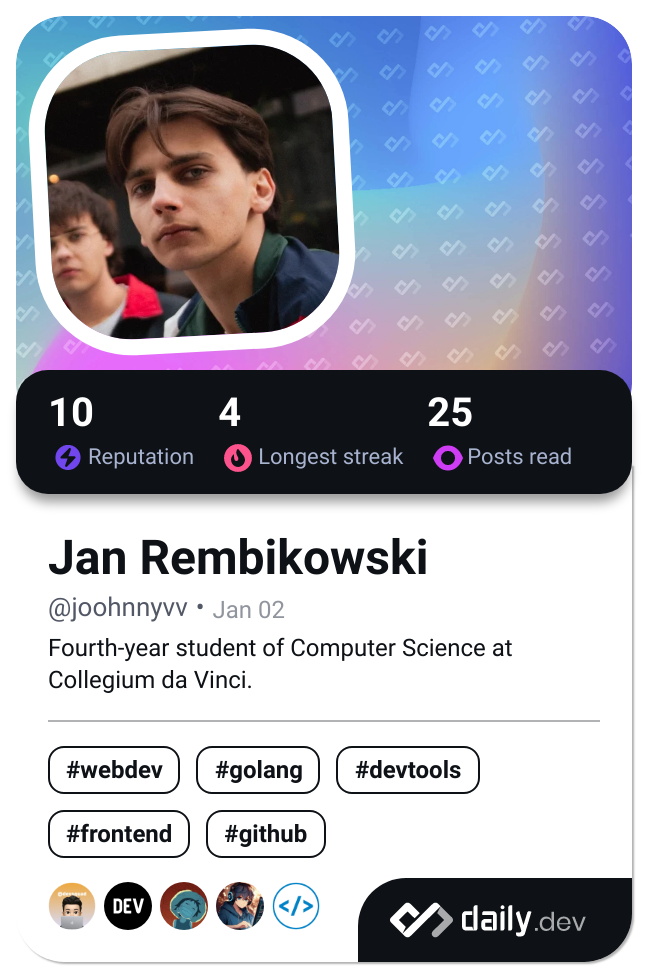 10 4 25
Reputation Longest streak Posts read
Jan Rembikowski
@joohnnyvv • Jan 02
Fourth-year student of Computer Science at
Collegium da Vinci.
#webdev #golang #devtools
#frontend #github
DEV </>
daily.dev